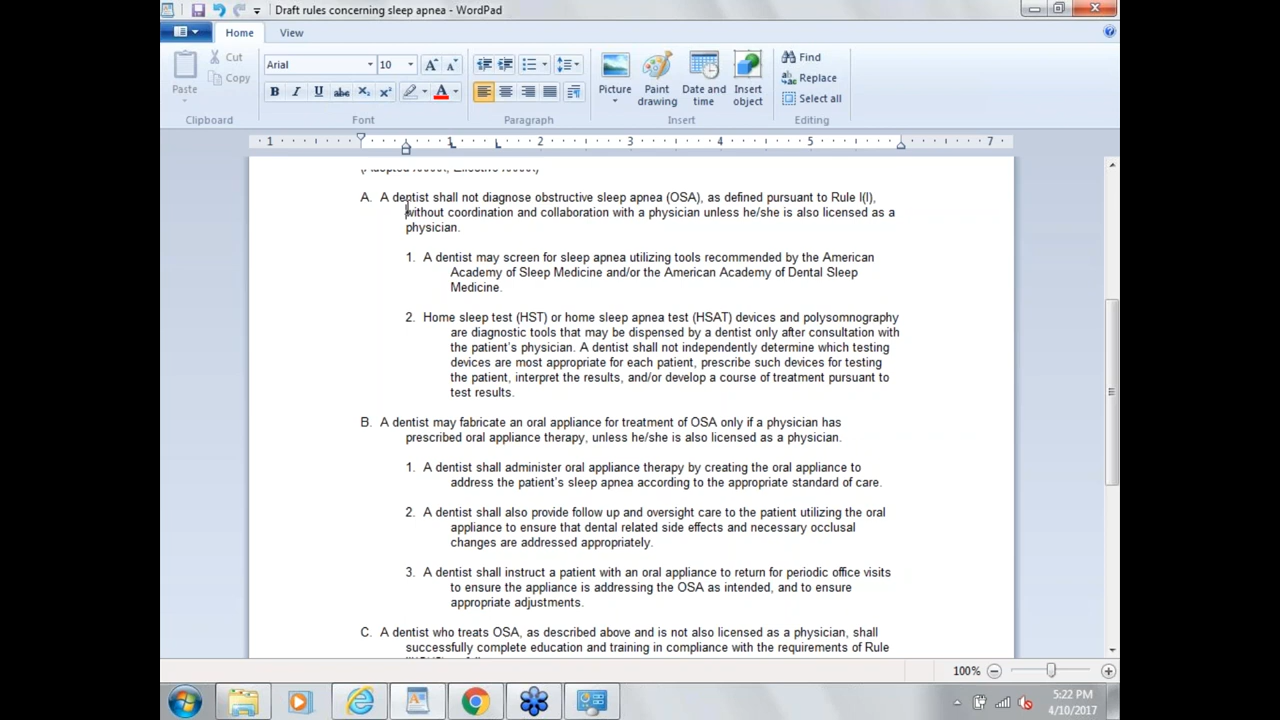 Draft rules concerning sleep apnea - WordPad
Home View
Cut
Copy
Paste
Clipboard
Arial 10
Font
Paragraph
Picture
Paint drawing
Date and time
Insert object
Insert
Find
Replace
Select all
Editing
1 1 2 3 4 5 7
A. A dentist shall not diagnose obstructive sleep apnea (OSA), as defined pursuant to Rule I(I),
without coordination and collaboration with a physician unless he/she is also licensed as a
physician.
1. A dentist may screen for sleep apnea utilizing tools recommended by the American
Academy of Sleep Medicine and/or the American Academy of Dental Sleep
Medicine.
2. Home sleep test (HST) or home sleep apnea test (HSAT) devices and polysomnography
are diagnostic tools that may be dispensed by a dentist only after consultation with
the patient's physician. A dentist shall not independently determine which testing
devices are most appropriate for each patient, prescribe such devices for testing
the patient, interpret the results, and/or develop a course of treatment pursuant to
test results.
B. A dentist may fabricate an oral appliance for treatment of OSA only if a physician has
prescribed oral appliance therapy, unless he/she is also licensed as a physician.
1. A dentist shall administer oral appliance therapy by creating the oral appliance to
address the patient's sleep apnea according to the appropriate standard of care.
2. A dentist shall also provide follow up and oversight care to the patient utilizing the oral
appliance to ensure that dental related side effects and necessary occlusal
changes are addressed appropriately.
3. A dentist shall instruct a patient with an oral appliance to return for periodic office visits
to ensure the appliance is addressing the OSA as intended, and to ensure
appropriate adjustments.
C. A dentist who treats OSA, as described above and is not also licensed as a physician, shall
successfully complete education and training in compliance with the requirements of Rule
100%
5:22 PM
4/10/2017